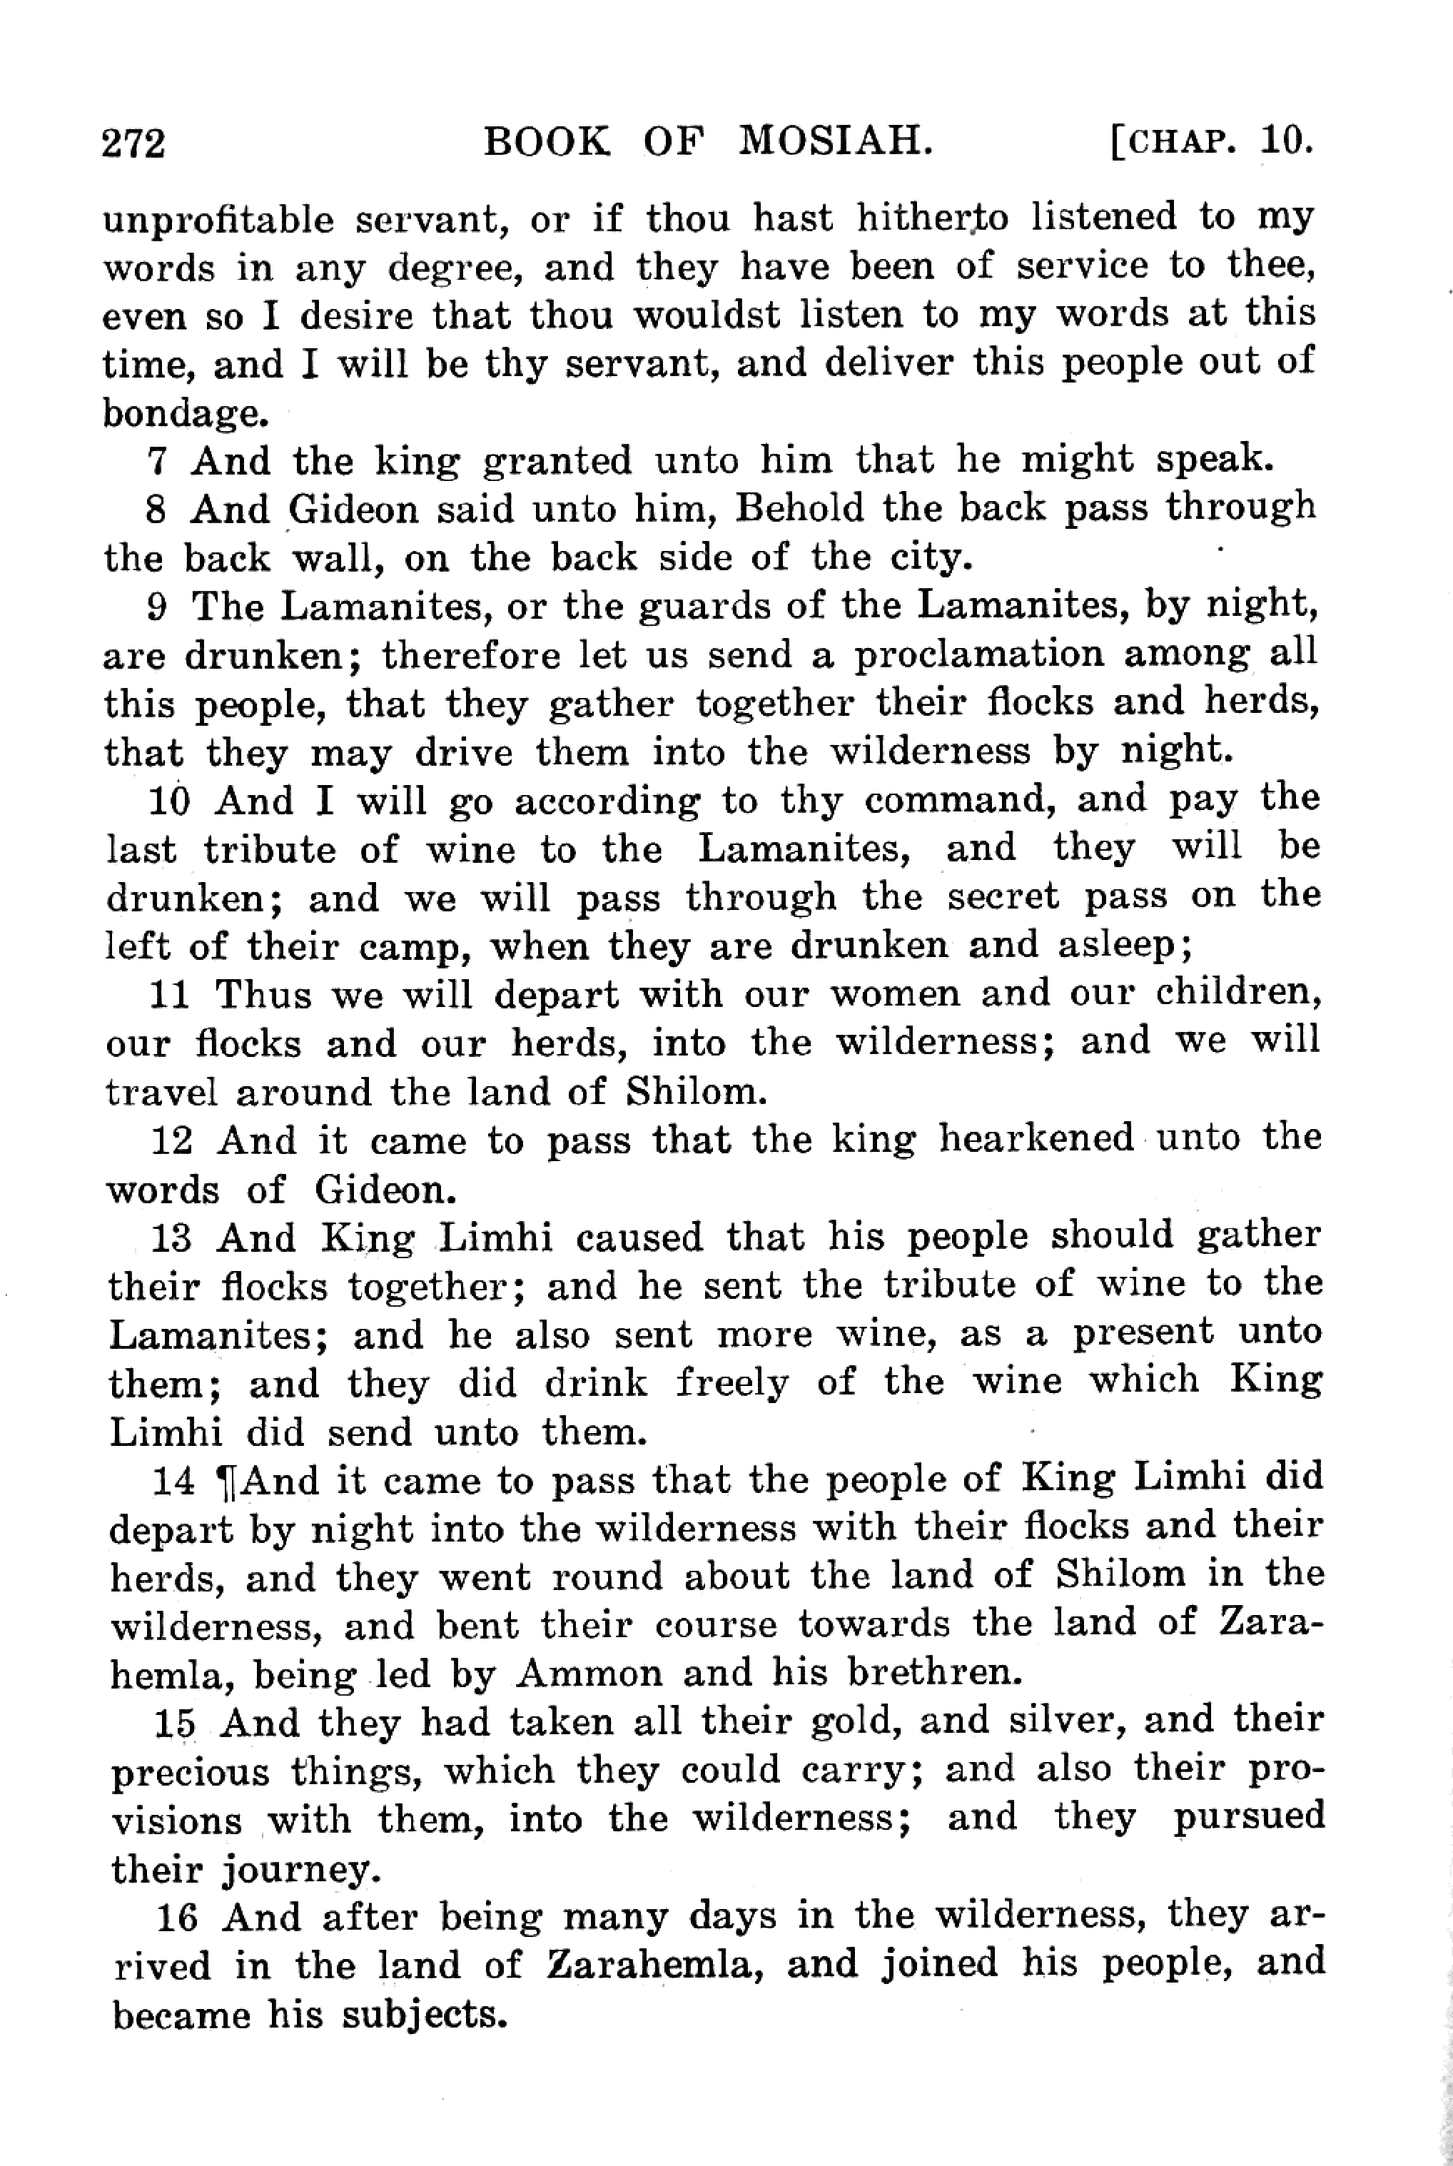 272 BOOK OF MOSIAH. [CHAP. 10.
unprofitable servant, or if thou hast hitherto listened to my
words in any degree, and they have been of service to thee,
even so I desire that thou wouldst listen to my words at this
time, and I will be thy servant, and deliver this people out of
bondage.
7 And the king granted unto him that he might speak.
8 And Gideon said unto him, Behold the back pass through
the back wall, on the back side of the city.
9 The Lamanites, or the guards of the Lamanites, by night,
are drunken; therefore let us send a proclamation among all
this people, that they gather together their flocks and herds,
that they may drive them into the wilderness by night.
10 And I will go according to thy command, and pay the
last tribute of wine to the Lamanites, and they will be
drunken; and we will pass through the secret pass on the
left of their camp, when they are drunken and asleep;
11 Thus we will depart with our women and our children,
our flocks and our herds, into the wilderness; and we will
travel around the land of Shilom.
12 And it came to pass that the king hearkened unto the
words of Gideon.
13 And King Limhi caused that his people should gather
their flocks together; and he sent the tribute of wine to the
Lamanites; and he also sent more wine, as a present unto
them; and they did drink freely of the wine which King
Limhi did send unto them.
14 ¶And it came to pass that the people of King Limhi did
depart by night into the wilderness with their flocks and their
herds, and they went round about the land of Shilom in the
wilderness, and bent their course towards the land of Zara-
hemla, being led by Ammon and his brethren.
15 And they had taken all their gold, and silver, and their
precious things, which they could carry; and also their pro-
visions with them, into the wilderness; and they pursued
their journey.
16 And after being many days in the wilderness, they ar-
rived in the land of Zarahemla, and joined his people, and
became his subjects.